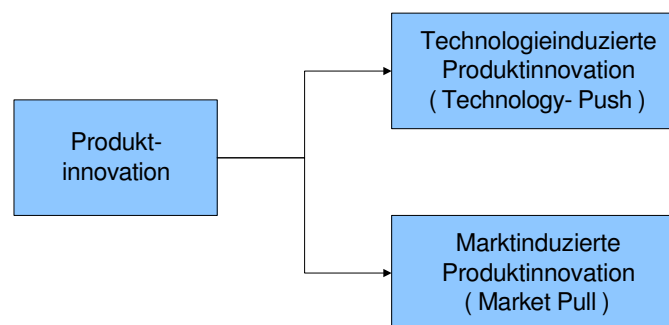 Technologieinduzierte
Produktinnovation
( Technology- Push )
Produkt-
innovation
Marktinduzierte
Produktinnovation
( Market Pull )